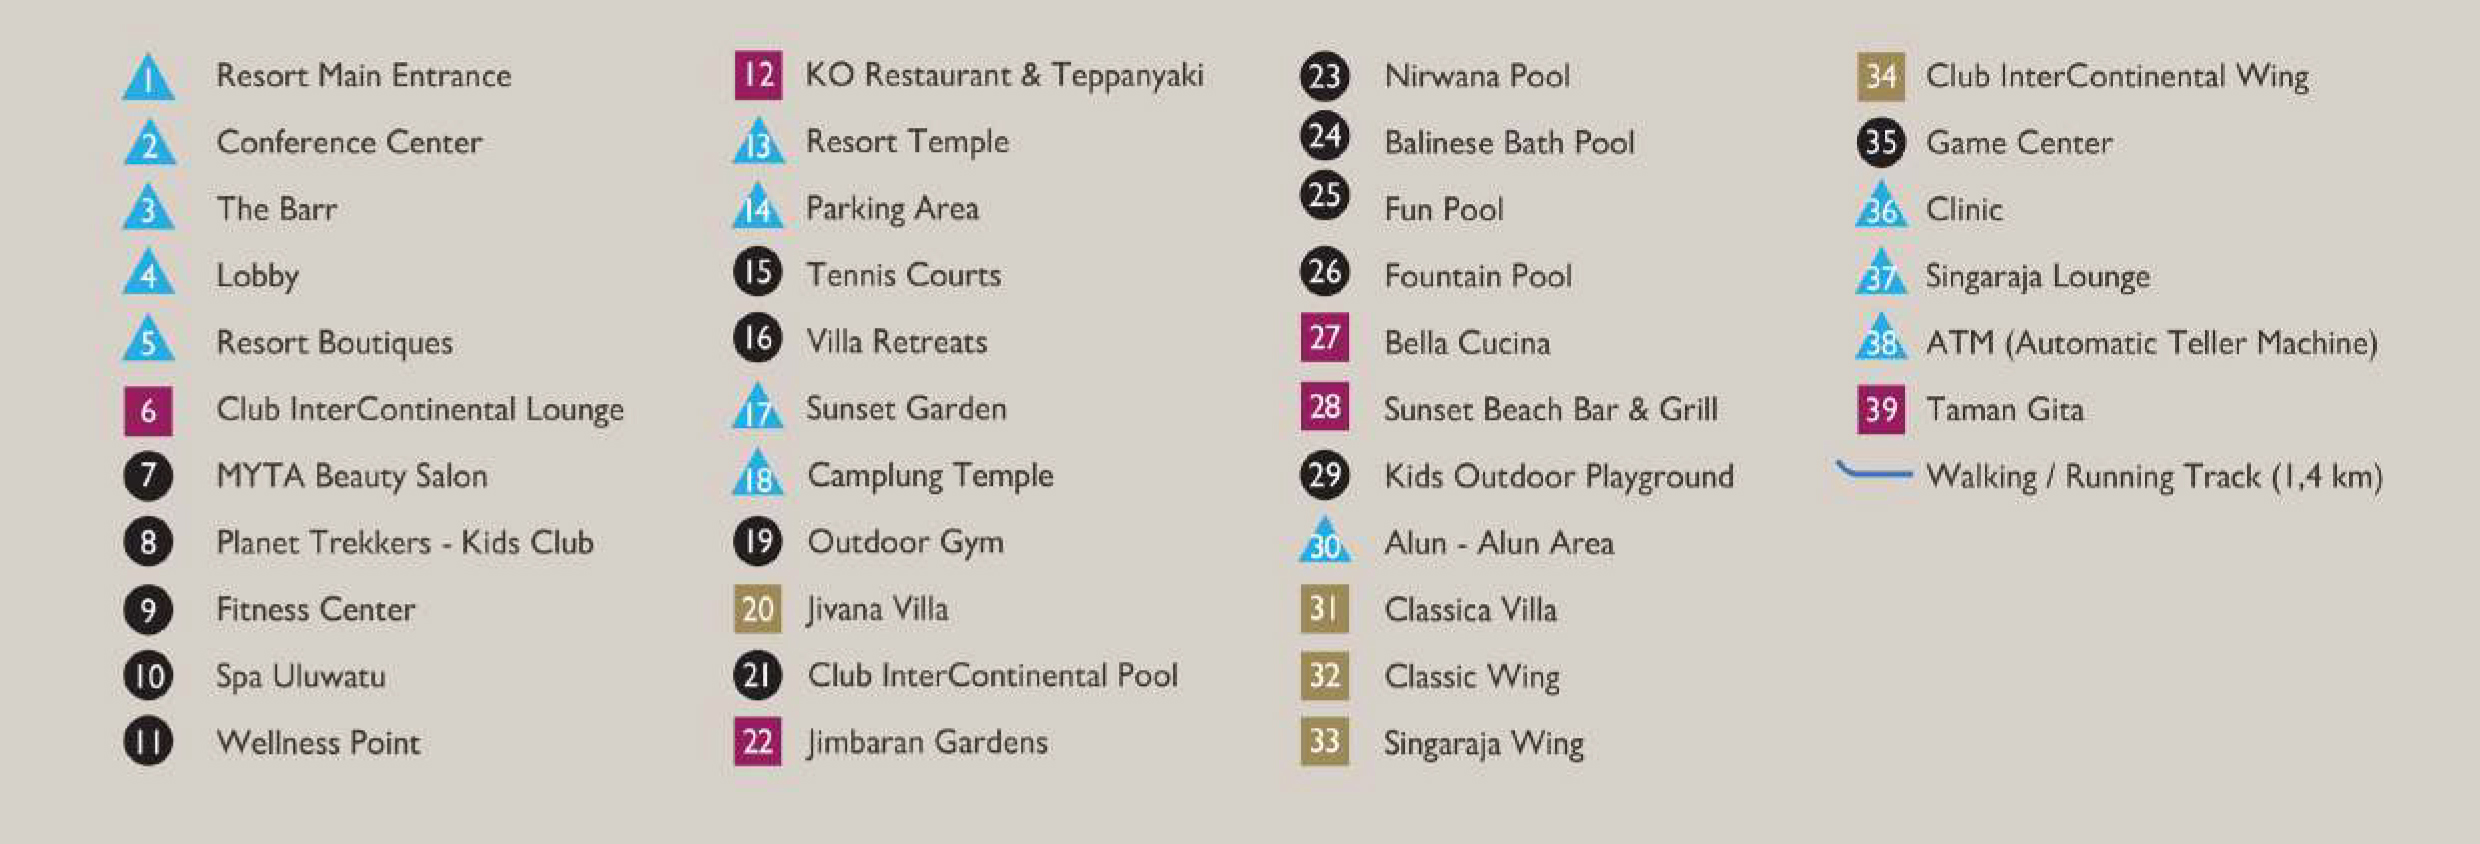 1 Resort Main Entrance
2 Conference Center
3 The Barr
4 Lobby
5 Resort Boutiques
6 Club InterContinental Lounge
7 MYTA Beauty Salon
8 Planet Trekkers - Kids Club
9 Fitness Center
10 Spa Uluwatu
11 Wellness Point
12 KO Restaurant & Teppanyaki
13 Resort Temple
14 Parking Area
15 Tennis Courts
16 Villa Retreats
17 Sunset Garden
18 Camplung Temple
19 Outdoor Gym
20 Jivana Villa
21 Club InterContinental Pool
22 Jimbaran Gardens
23 Nirwana Pool
24 Balinese Bath Pool
25 Fun Pool
26 Fountain Pool
27 Bella Cucina
28 Sunset Beach Bar & Grill
29 Kids Outdoor Playground
30 Alun - Alun Area
31 Classica Villa
32 Classic Wing
33 Singaraja Wing
34 Club InterContinental Wing
35 Game Center
36 Clinic
37 Singaraja Lounge
38 ATM (Automatic Teller Machine)
39 Taman Gita
Walking / Running Track (1,4 km)